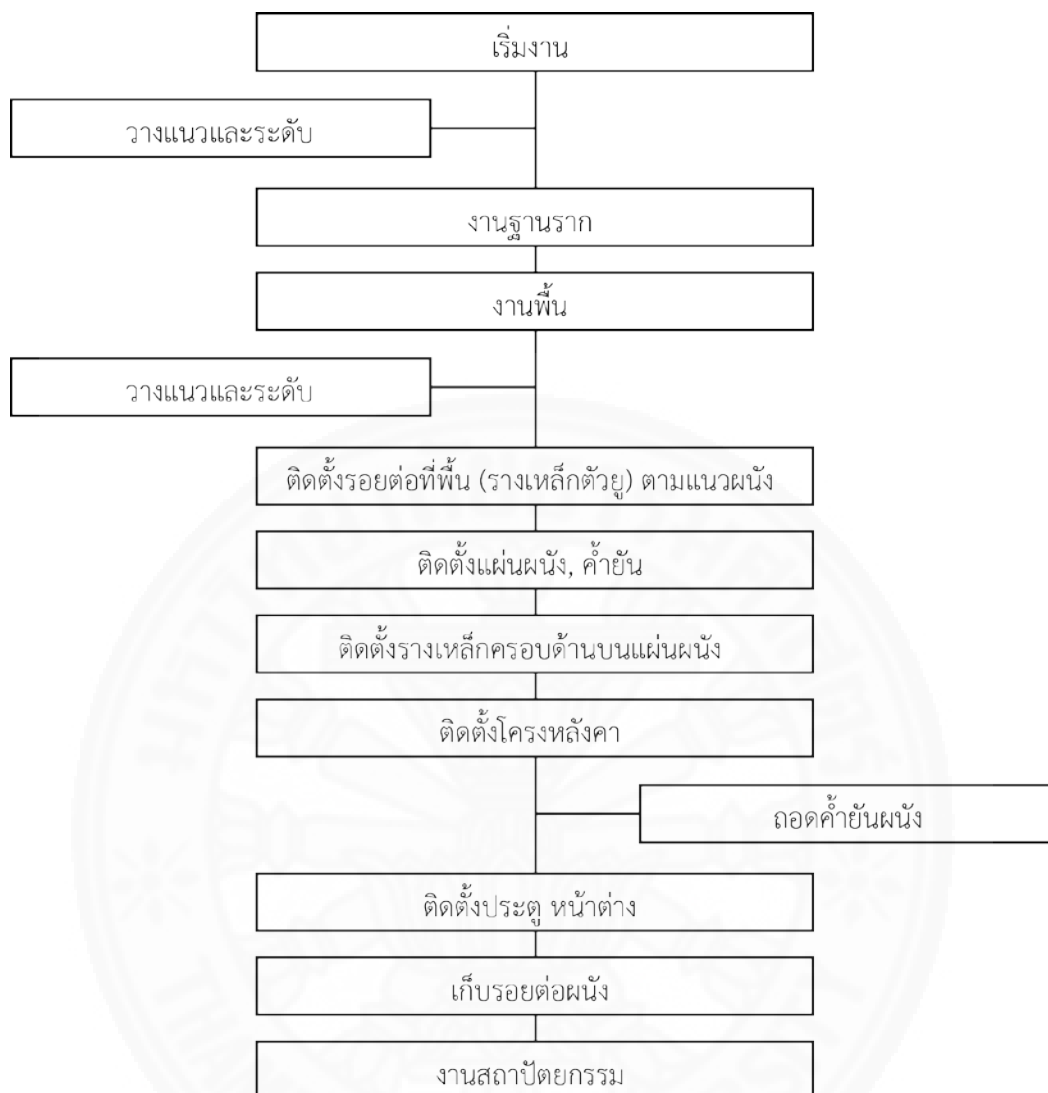 เริ่มงาน
วางแนวและระดับ
งานฐานราก
งานพื้น
วางแนวและระดับ
ติดตั้งรอยต่อที่พื้น (รางเหล็กตัวยู) ตามแนวผนัง
ติดตั้งแผ่นผนัง, ค้ำยัน
ติดตั้งรางเหล็กครอบด้านบนแผ่นผนัง
ติดตั้งโครงหลังคา
ถอดค้ำยันผนัง
ติดตั้งประตู หน้าต่าง
เก็บรอยต่อผนัง
งานสถาปัตยกรรม